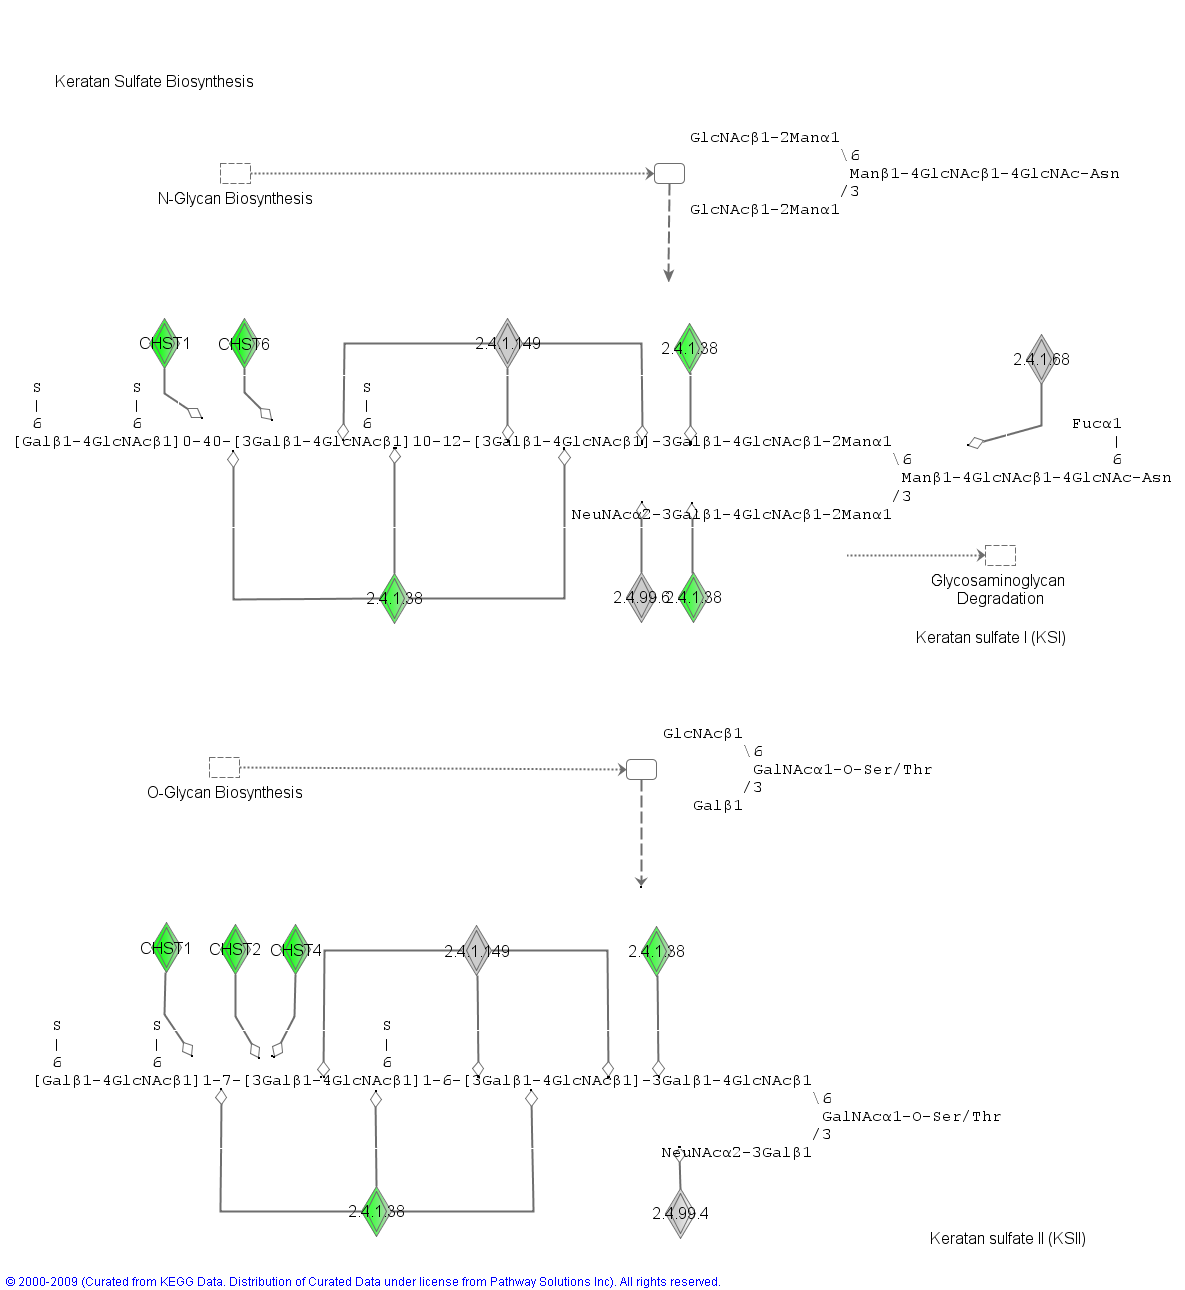 Keratan Sulfate Biosynthesis
GlcNAcβ1-2Manα1
\6
Manβ1-4GlcNAcβ1-4GlcNAc-Asn
/3
GlcNAcβ1-2Manα1
N-Glycan Biosynthesis
CHST1
CHST6
2.4.1.149
2.4.1.38
2.4.1.68
S
S
S
|
|
|
6
6
6
Fucα1
|
6
[Galβ1-4GlcNAcβ1]0-40-[3Galβ1-4GlcNAcβ1]10-12-[3Galβ1-4GlcNAcβ1]-3Galβ1-4GlcNAcβ1-2Manα1
\6
Manβ1-4GlcNAcβ1-4GlcNAc-Asn
/3
NeuNAcα2-3Galβ1-4GlcNAcβ1-2Manα1
2.4.1.38
2.4.99.6
2.4.1.38
Glycosaminoglycan
Degradation
Keratan sulfate I (KSI)
GlcNAcβ1
\6
GalNAcα1-O-Ser/Thr
/3
Galβ1
O-Glycan Biosynthesis
CHST1
CHST2
CHST4
2.4.1.149
2.4.1.38
S
S
S
|
|
|
6
6
6
[Galβ1-4GlcNAcβ1]1-7-[3Galβ1-4GlcNAcβ1]1-6-[3Galβ1-4GlcNAcβ1]-3Galβ1-4GlcNAcβ1
\6
GalNAcα1-O-Ser/Thr
/3
NeuNAcα2-3Galβ1
2.4.1.38
2.4.99.4
Keratan sulfate II (KSII)
© 2000-2009 (Curated from KEGG Data. Distribution of Curated Data under license from Pathway Solutions Inc). All rights reserved.